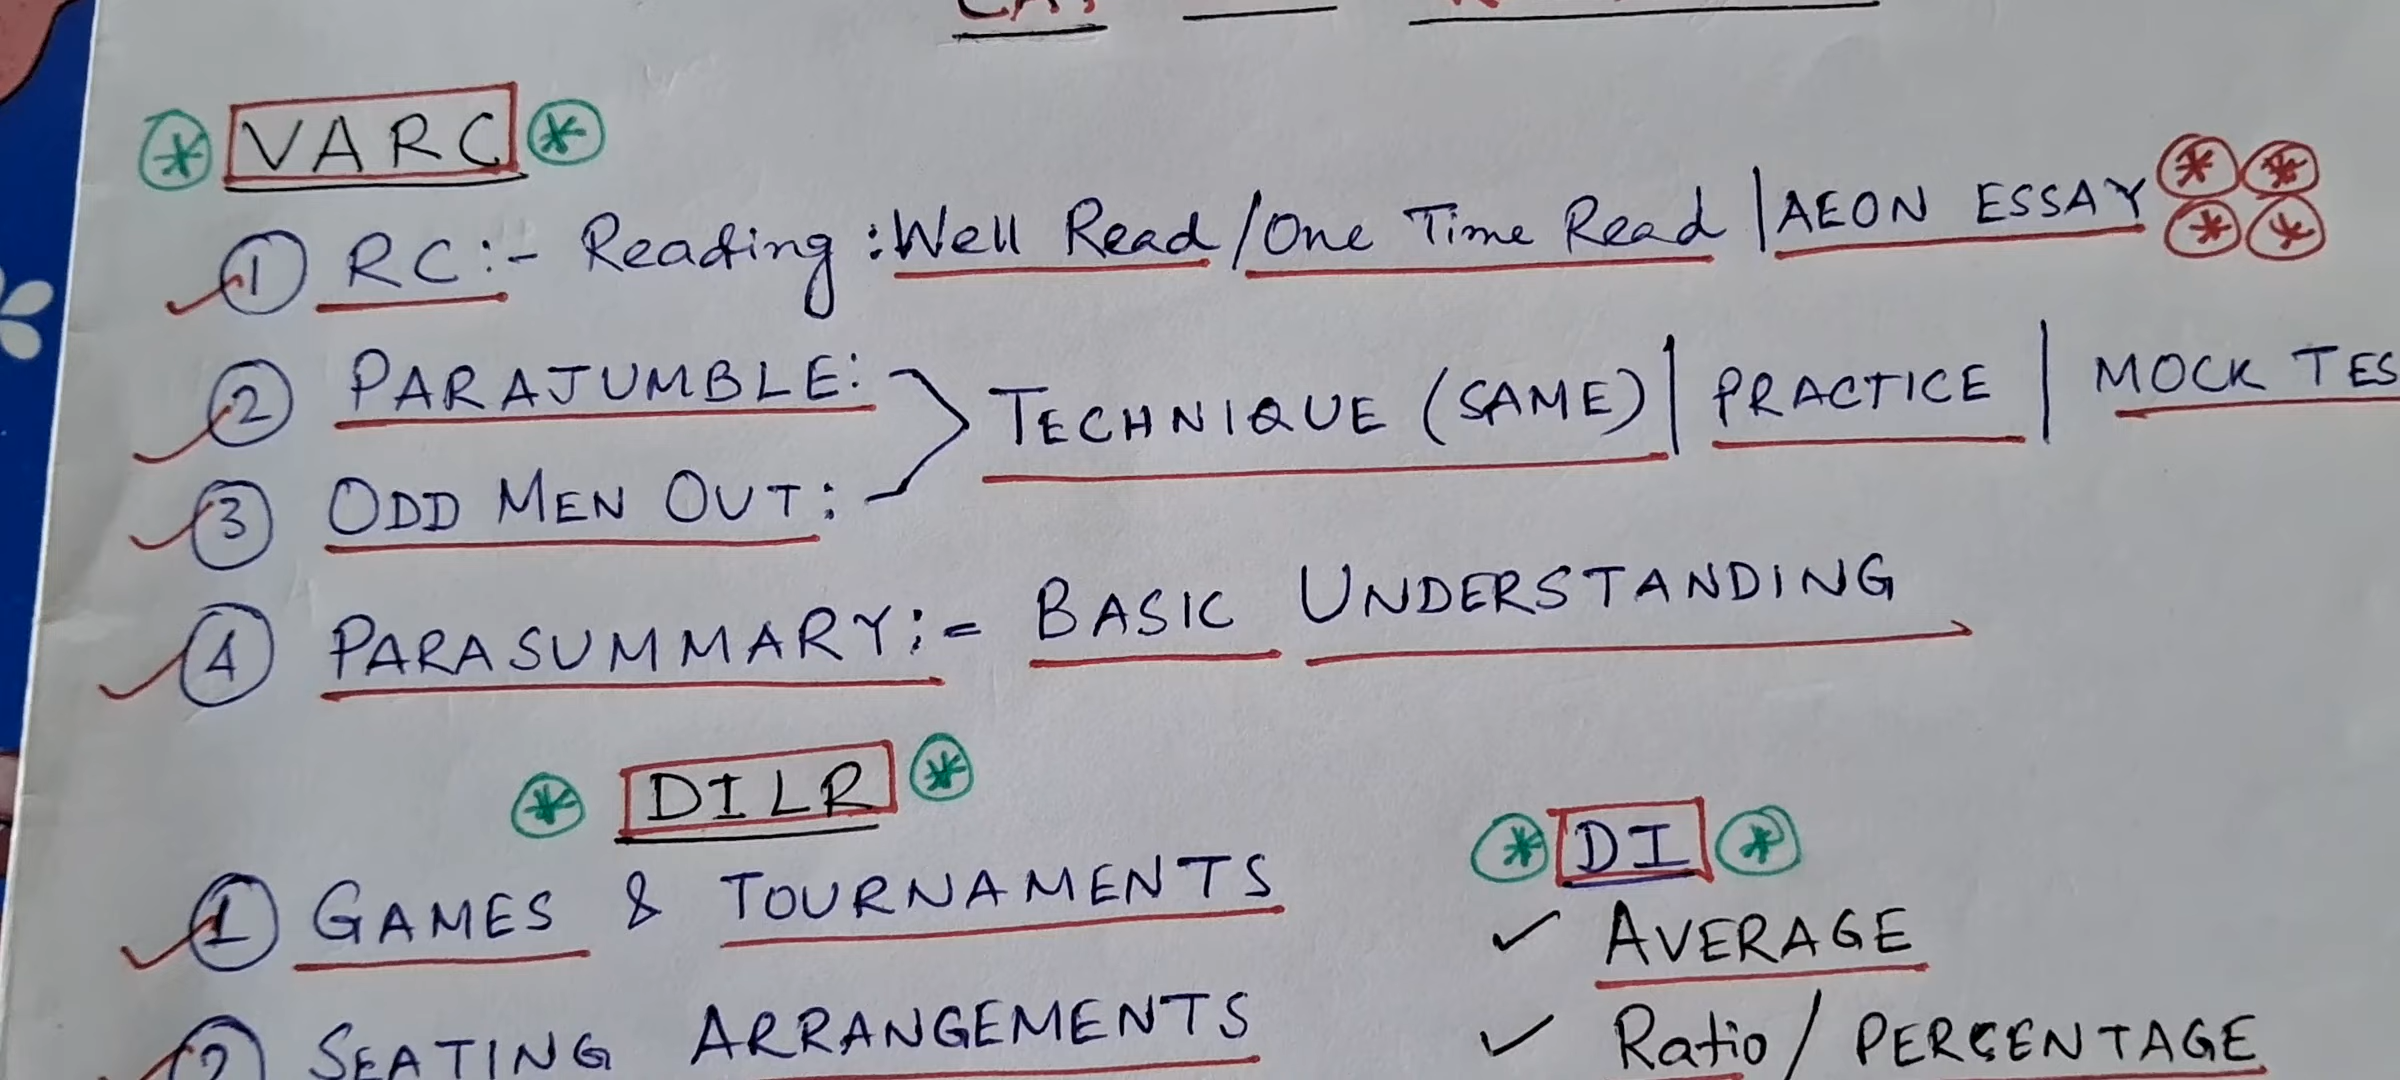 VARC
① RC:- Reading :Well Read/One Time Read | AEON ESSAY
② PARAJUMBLE:
TECHNIQUE (SAME) | PRACTICE | MOCK TES
③ ODD MEN OUT:
④ PARASUMMARY:- BASIC UNDERSTANDING
DILR
① GAMES & TOURNAMENTS
② SEATING ARRANGEMENTS
DI
✓ AVERAGE
✓ Ratio / PERCENTAGE